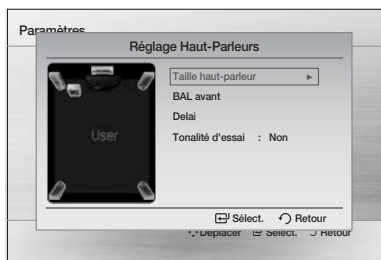 Paramètres
Réglage Haut-Parleurs
Taille haut-parleur ►
BAL avant
Delai
Tonalité d'essai : Non
User
Sélect. Retour
Déplacer Sélect. Retour